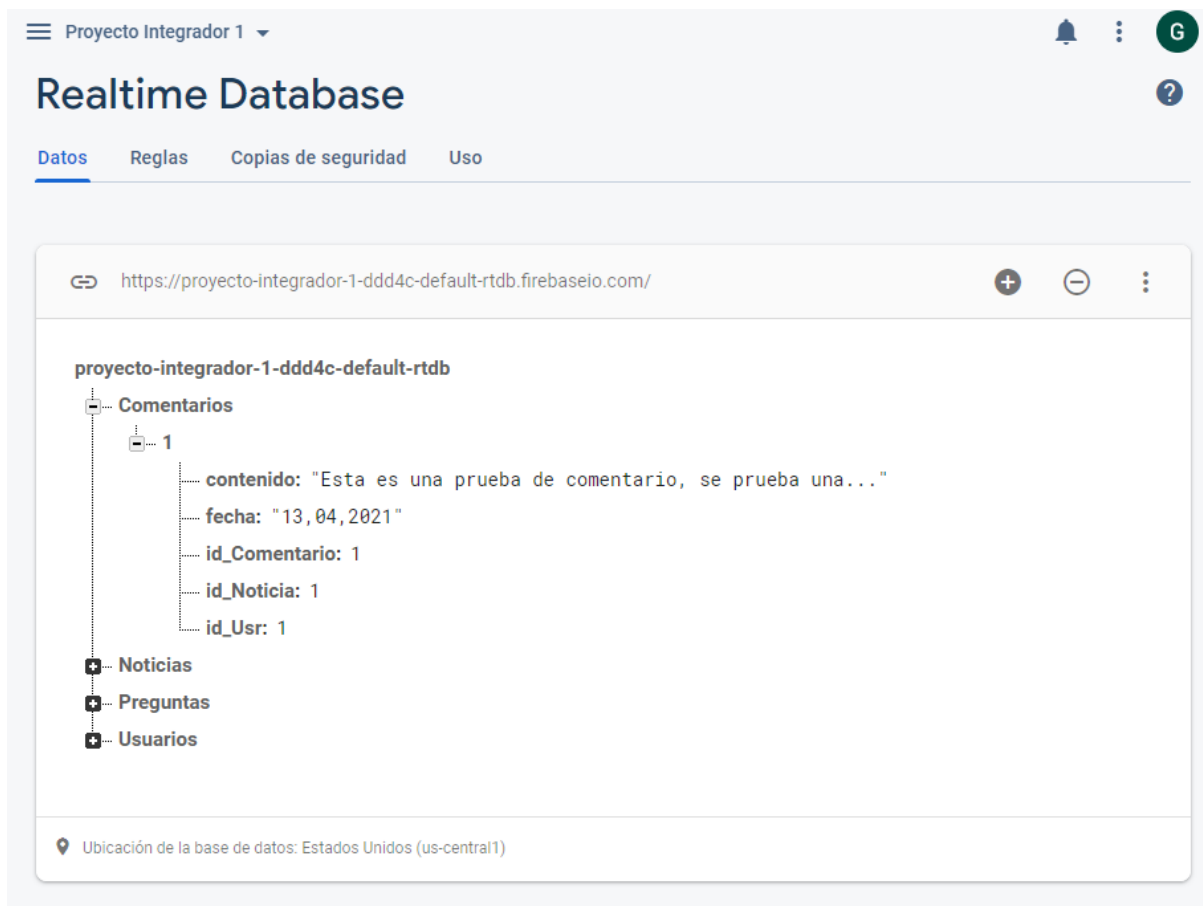 Proyecto Integrador 1
G
Realtime Database
Datos Reglas Copias de seguridad Uso
https://proyecto-integrador-1-ddd4c-default-rtdb.firebaseio.com/
proyecto-integrador-1-ddd4c-default-rtdb
Comentarios
1
contenido: "Esta es una prueba de comentario, se prueba una..."
fecha: "13,04,2021"
id_Comentario: 1
id_Noticia: 1
id_Usr: 1
Noticias
Preguntas
Usuarios
Ubicación de la base de datos: Estados Unidos (us-central1)